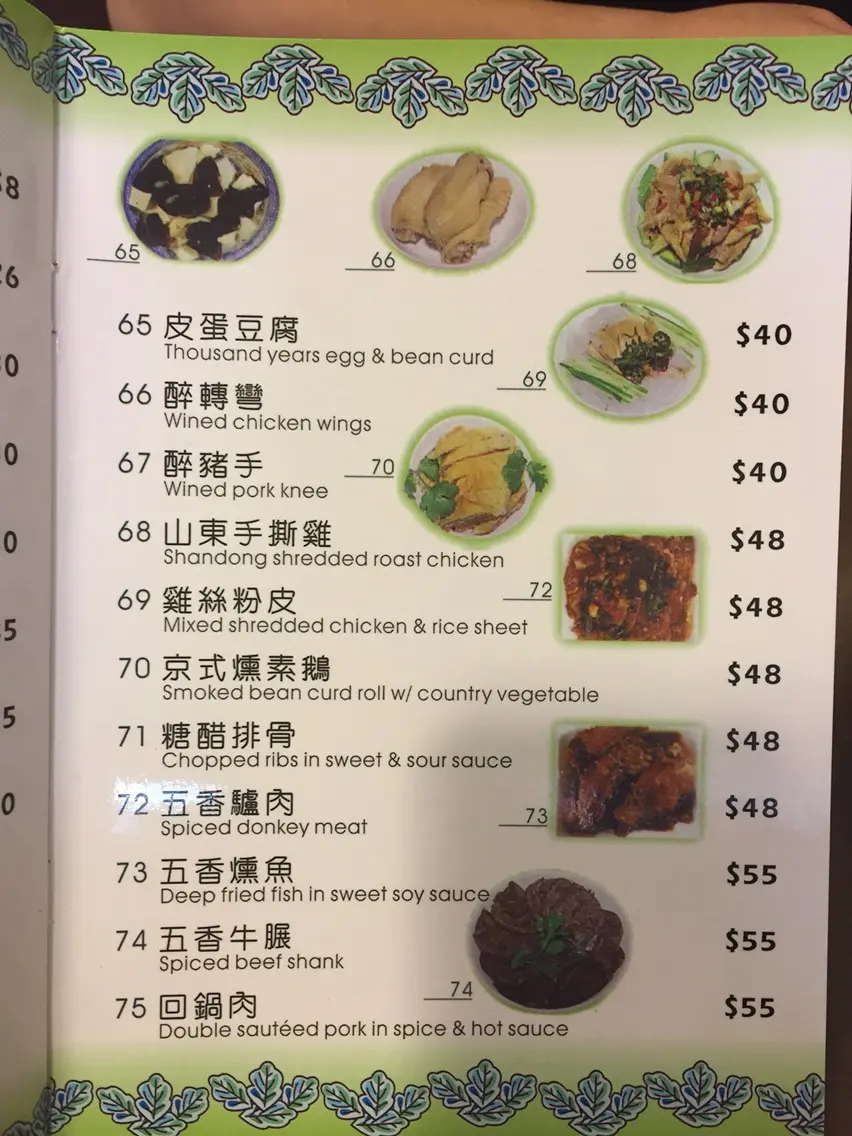 65
66
68
65 皮蛋豆腐 $40
Thousand years egg & bean curd
69
66 醉轉彎 $40
Wined chicken wings
67 醉豬手 $40
70
Wined pork knee
68 山東手撕雞 $48
Shandong shredded roast chicken
72
69 雞絲粉皮 $48
Mixed shredded chicken & rice sheet
70 京式燻素鵝 $48
Smoked bean curd roll w/ country vegetable
71 糖醋排骨 $48
Chopped ribs in sweet & sour sauce
72 五香驢肉 $48
Spiced donkey meat
73
73 五香燻魚 $55
Deep fried fish in sweet soy sauce
74 五香牛𦟌 $55
Spiced beef shank
74
75 回鍋肉 $55
Double sautéed pork in spice & hot sauce